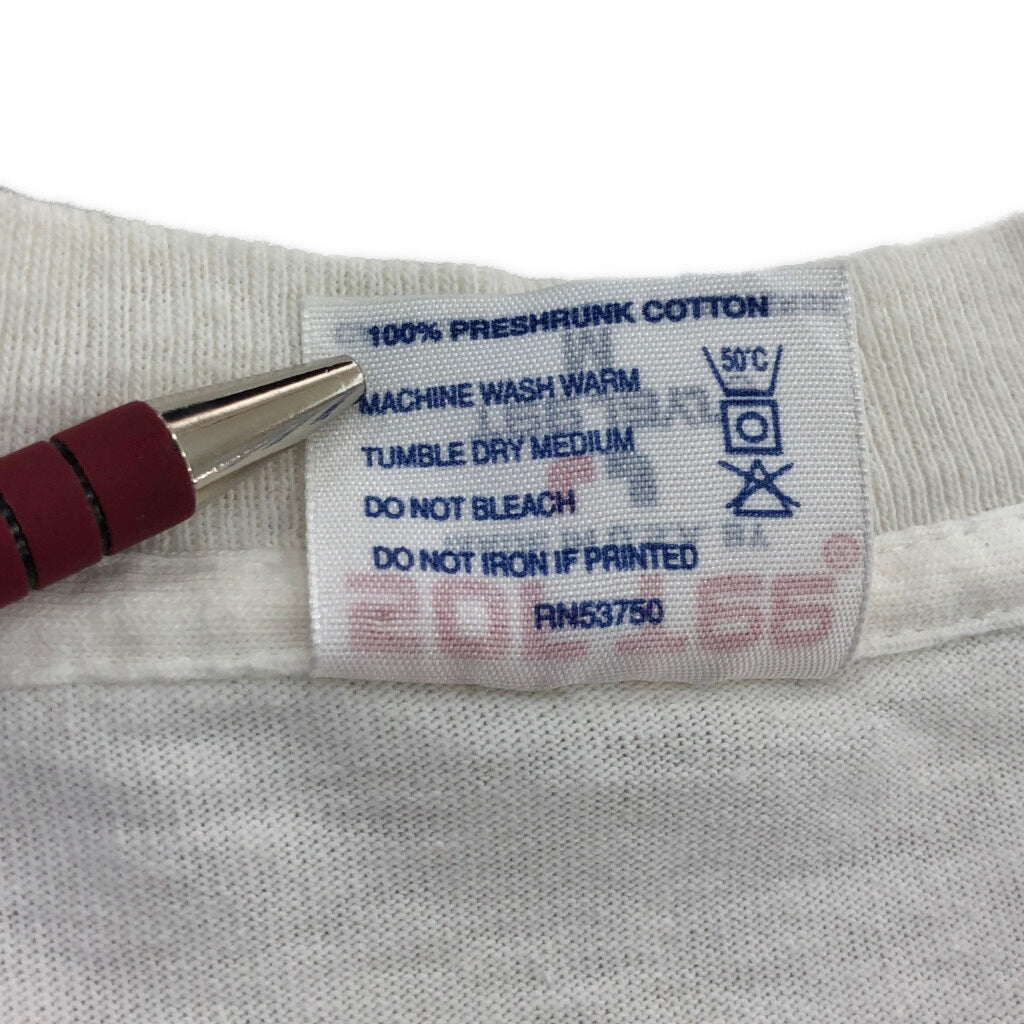 100% PRESHRUNK COTTON
MACHINE WASH WARM
50°C
TUMBLE DRY MEDIUM
DO NOT BLEACH
DO NOT IRON IF PRINTED
RN53750